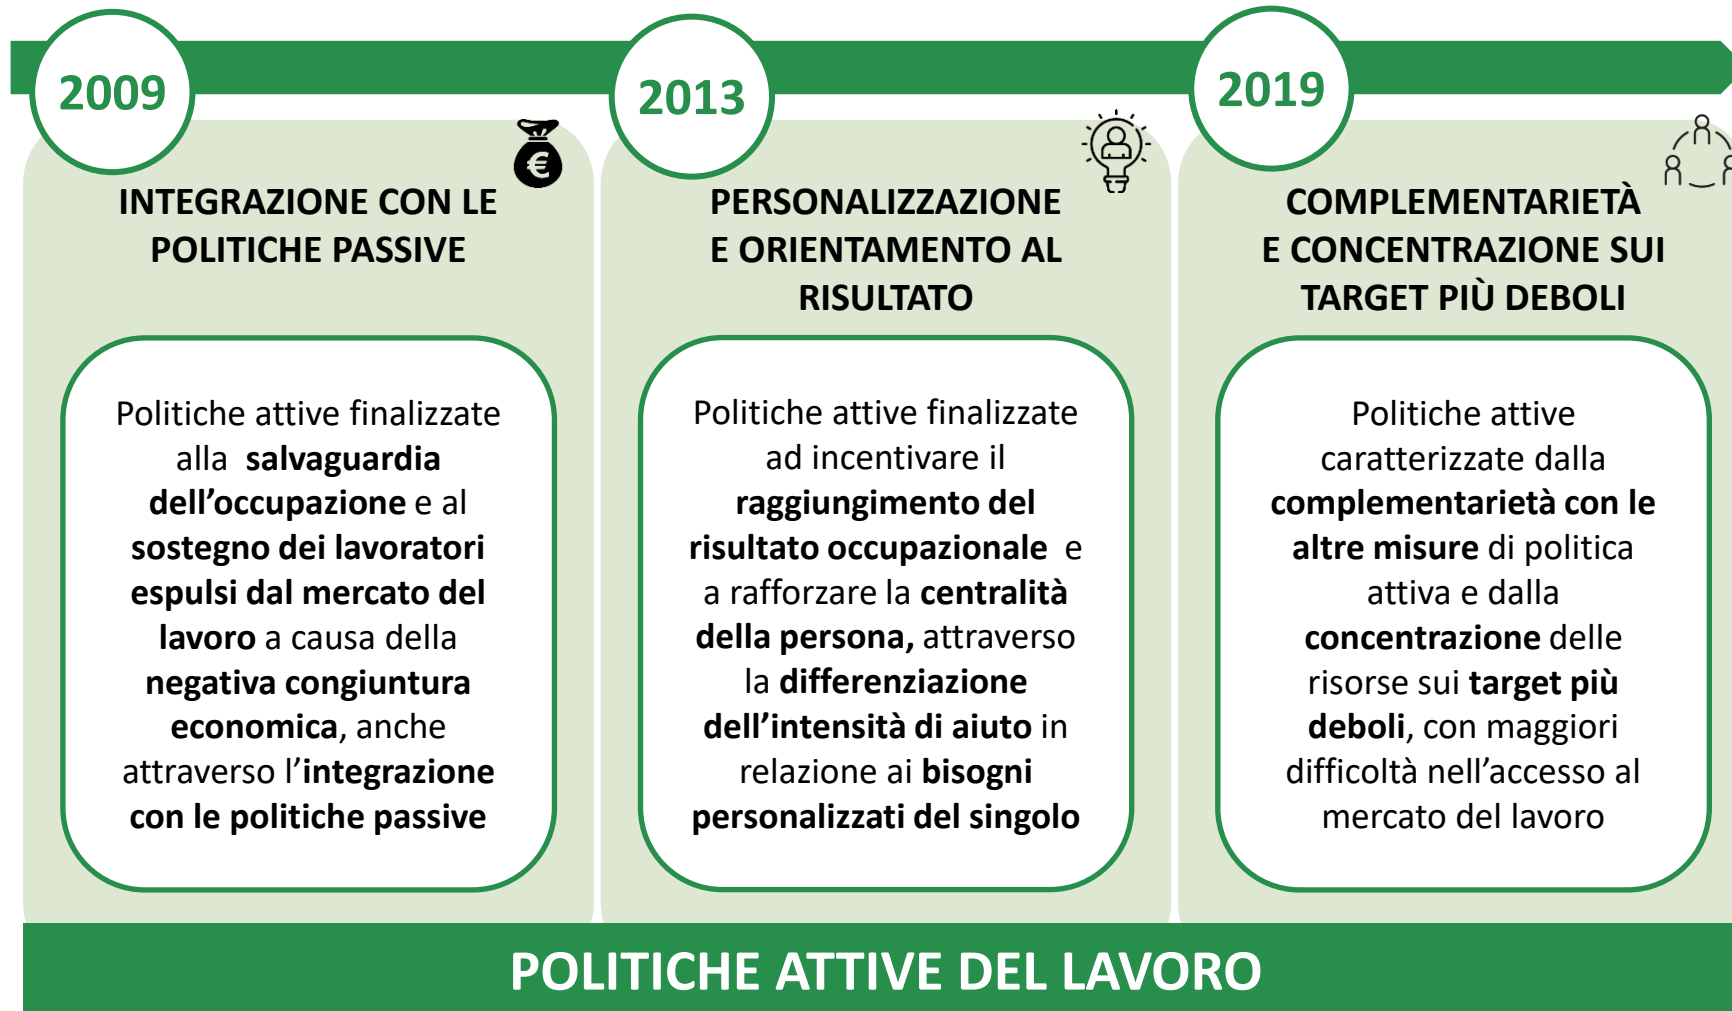 2009
INTEGRAZIONE CON LE
POLITICHE PASSIVE
€
Politiche attive finalizzate
alla salvaguardia
dell’occupazione e al
sostegno dei lavoratori
espulsi dal mercato del
lavoro a causa della
negativa congiuntura
economica, anche
attraverso l’integrazione
con le politiche passive
2013
PERSONALIZZAZIONE
E ORIENTAMENTO AL
RISULTATO
Politiche attive finalizzate
ad incentivare il
raggiungimento del
risultato occupazionale e
a rafforzare la centralità
della persona, attraverso
la differenziazione
dell’intensità di aiuto in
relazione ai bisogni
personalizzati del singolo
2019
COMPLEMENTARIETÀ
E CONCENTRAZIONE SUI
TARGET PIÙ DEBOLI
Politiche attive
caratterizzate dalla
complementarietà con le
altre misure di politica
attiva e dalla
concentrazione delle
risorse sui target più
deboli, con maggiori
difficoltà nell’accesso al
mercato del lavoro
POLITICHE ATTIVE DEL LAVORO